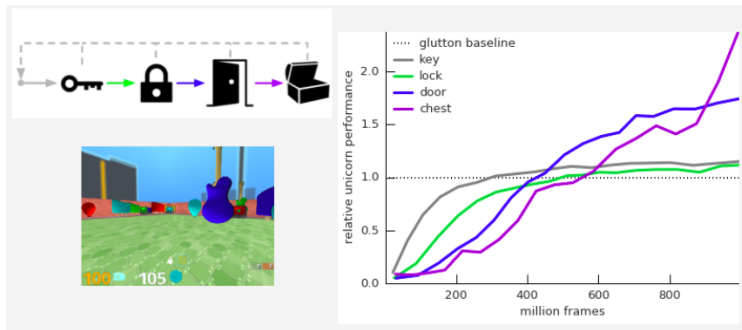 glutton baseline
key
lock
door
chest
relative unicorn performance
2.0
1.5
1.0
0.5
0.0
200
400
600
800
million frames
100
105